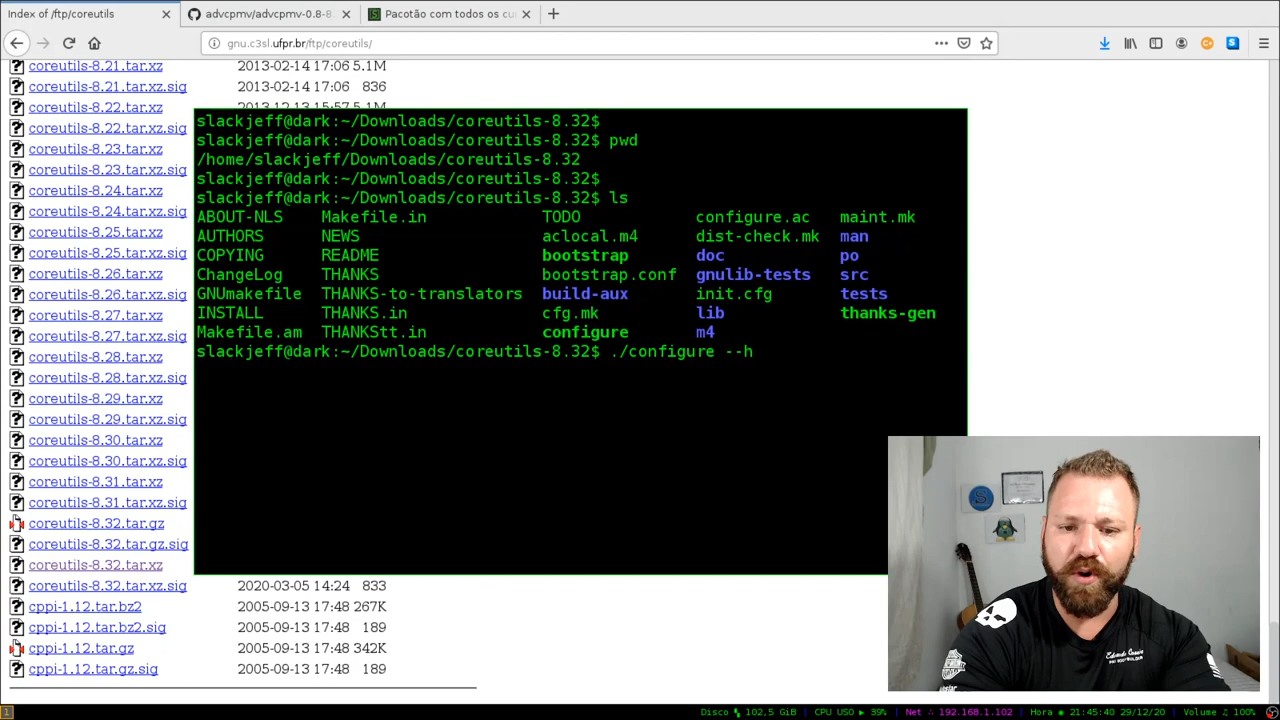 Index of /ftp/coreutils
advcpmv/advcpmv-0.8-8.
Pacotão com todos os cu
gnu.c3sl.ufpr.br/ftp/coreutils/
coreutils-8.21.tar.xz 2013-02-14 17:06 5.1M
coreutils-8.21.tar.xz.sig 2013-02-14 17:06 836
coreutils-8.22.tar.xz 2013-12-13 15:57 5.1M
coreutils-8.22.tar.xz.sig
coreutils-8.23.tar.xz
coreutils-8.23.tar.xz.sig
coreutils-8.24.tar.xz
coreutils-8.24.tar.xz.sig
coreutils-8.25.tar.xz
coreutils-8.25.tar.xz.sig
coreutils-8.26.tar.xz
coreutils-8.26.tar.xz.sig
coreutils-8.27.tar.xz
coreutils-8.27.tar.xz.sig
coreutils-8.28.tar.xz
coreutils-8.28.tar.xz.sig
coreutils-8.29.tar.xz
coreutils-8.29.tar.xz.sig
coreutils-8.30.tar.xz
coreutils-8.30.tar.xz.sig
coreutils-8.31.tar.xz
coreutils-8.31.tar.xz.sig
coreutils-8.32.tar.gz
coreutils-8.32.tar.gz.sig
coreutils-8.32.tar.xz
coreutils-8.32.tar.xz.sig 2020-03-05 14:24 833
cppi-1.12.tar.bz2 2005-09-13 17:48 267K
cppi-1.12.tar.bz2.sig 2005-09-13 17:48 189
cppi-1.12.tar.gz 2005-09-13 17:48 342K
cppi-1.12.tar.gz.sig 2005-09-13 17:48 189
slackjeff@dark:~/Downloads/coreutils-8.32$
slackjeff@dark:~/Downloads/coreutils-8.32$ pwd
/home/slackjeff/Downloads/coreutils-8.32
slackjeff@dark:~/Downloads/coreutils-8.32$
slackjeff@dark:~/Downloads/coreutils-8.32$ ls
ABOUT-NLS Makefile.in TODO configure.ac maint.mk
AUTHORS NEWS aclocal.m4 dist-check.mk man
COPYING README bootstrap doc po
ChangeLog THANKS bootstrap.conf gnulib-tests src
GNUmakefile THANKS-to-translators build-aux init.cfg tests
INSTALL THANKS.in cfg.mk lib thanks-gen
Makefile.am THANKStt.in configure m4
slackjeff@dark:~/Downloads/coreutils-8.32$ ./configure --h
1 Disco 102,5 GiB CPU USO ► 39% Net 192.168.1.102 Hora 21:45:40 29/12/20 Volume 100%